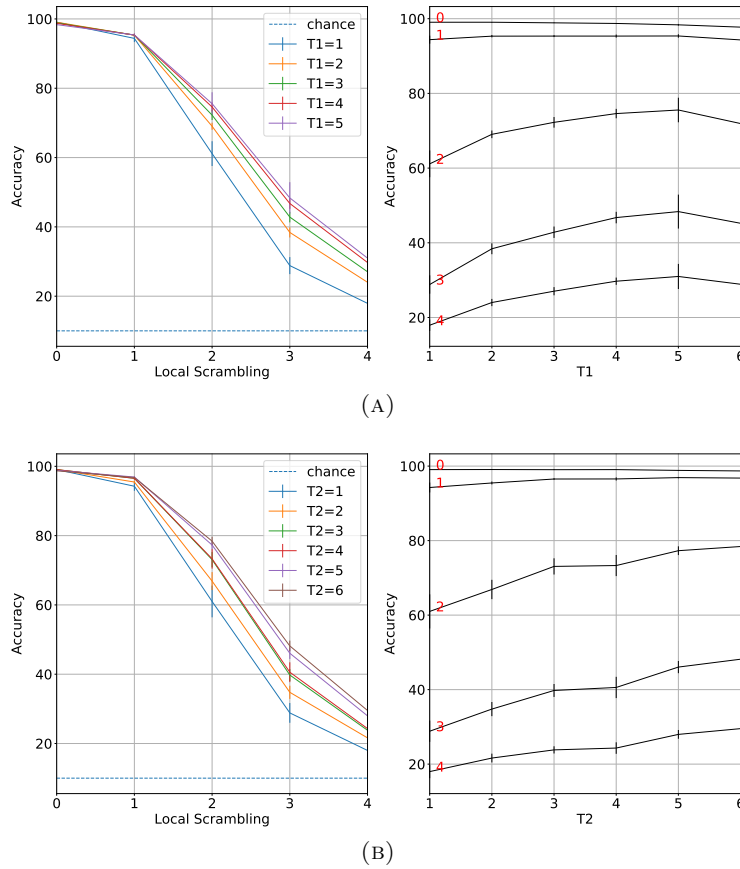 100
80
60
40
20
0
1
2
3
4
Accuracy
Local Scrambling
chance
T1=1
T1=2
T1=3
T1=4
T1=5
100
80
60
40
20
1
2
3
4
5
6
Accuracy
T1
0
1
2
3
4
(A)
100
80
60
40
20
0
1
2
3
4
Accuracy
Local Scrambling
chance
T2=1
T2=2
T2=3
T2=4
T2=5
T2=6
100
80
60
40
20
1
2
3
4
5
6
Accuracy
T2
0
1
2
3
4
(B)